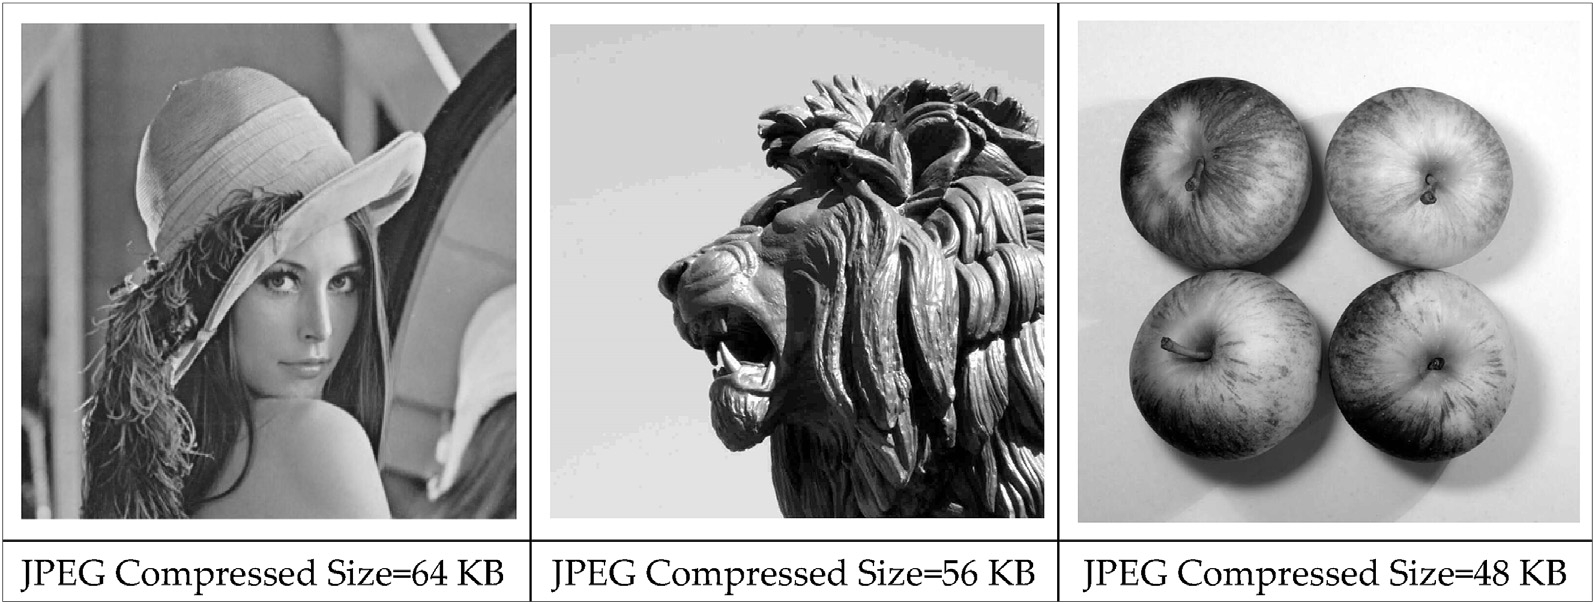 JPEG Compressed Size=64 KB
JPEG Compressed Size=56 KB
JPEG Compressed Size=48 KB